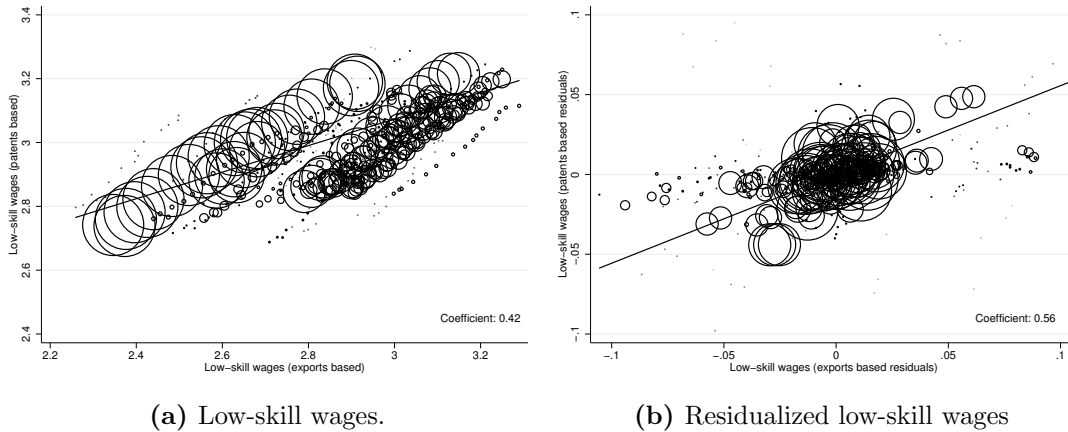 Low−skill wages (patents based)
3.4
3.2
3
2.8
2.6
2.4
Coefficient: 0.42
2.2 2.4 2.6 2.8 3 3.2
Low−skill wages (exports based)
(a) Low-skill wages.
Low−skill wages (patents based residuals)
.1
.05
0
−.05
−.1
Coefficient: 0.56
−.1 −.05 0 .05 .1
Low−skill wages (exports based residuals)
(b) Residualized low-skill wages